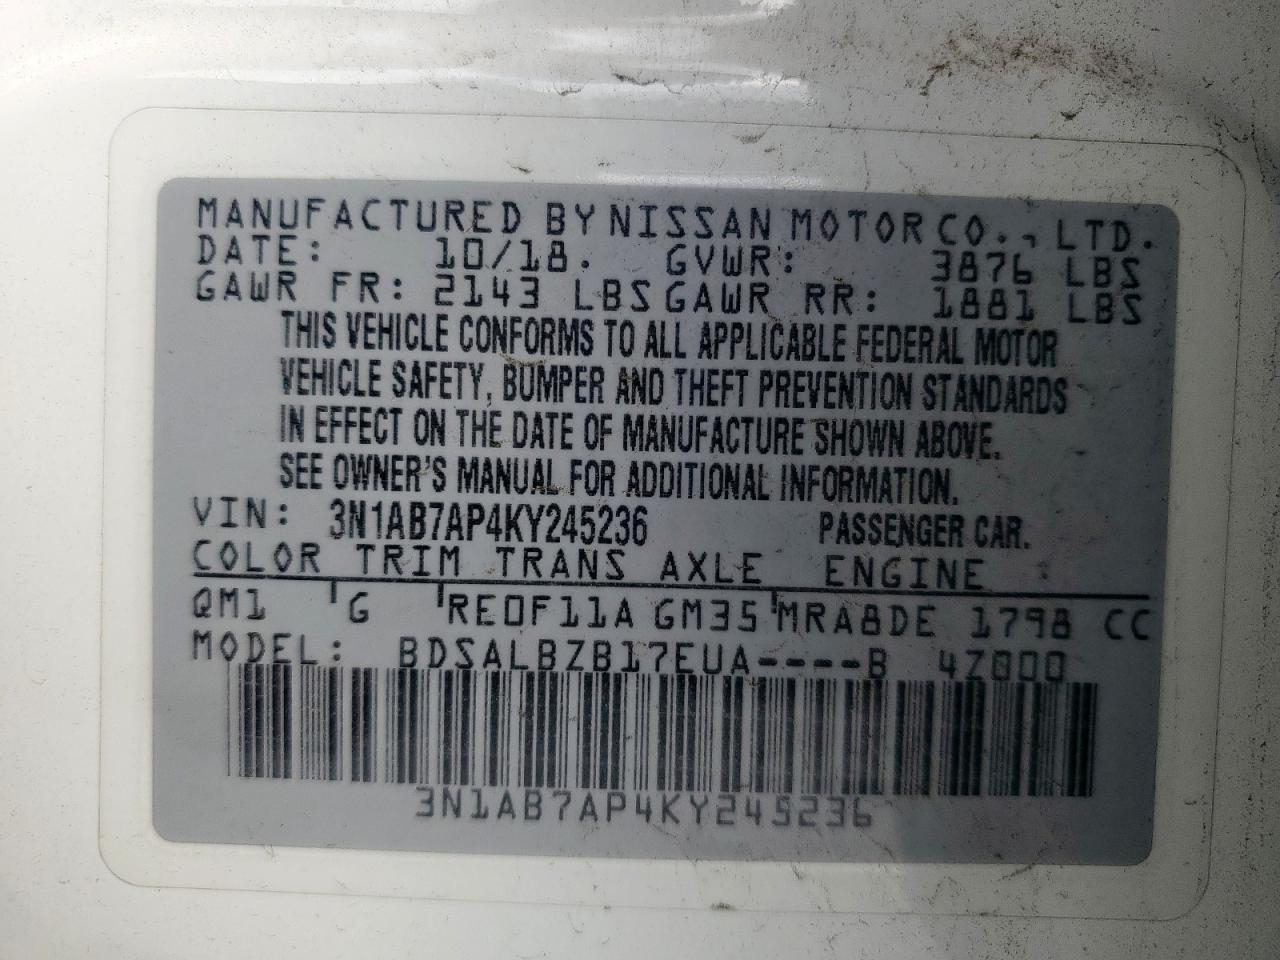 MANUFACTURED BY NISSAN MOTOR CO., LTD.
DATE: 10/18. GVWR: 3876 LBS
GAWR FR: 2143 LBS GAWR RR: 1881 LBS
THIS VEHICLE CONFORMS TO ALL APPLICABLE FEDERAL MOTOR
VEHICLE SAFETY, BUMPER AND THEFT PREVENTION STANDARDS
IN EFFECT ON THE DATE OF MANUFACTURE SHOWN ABOVE.
SEE OWNER'S MANUAL FOR ADDITIONAL INFORMATION.
VIN: 3N1AB7AP4KY245236 PASSENGER CAR.
COLOR TRIM TRANS AXLE ENGINE
QM1 G RE0F11A GM35 MRA8DE 1798 CC
MODEL: BDSALBZB17EUA----B 4Z000
3N1AB7AP4KY245236